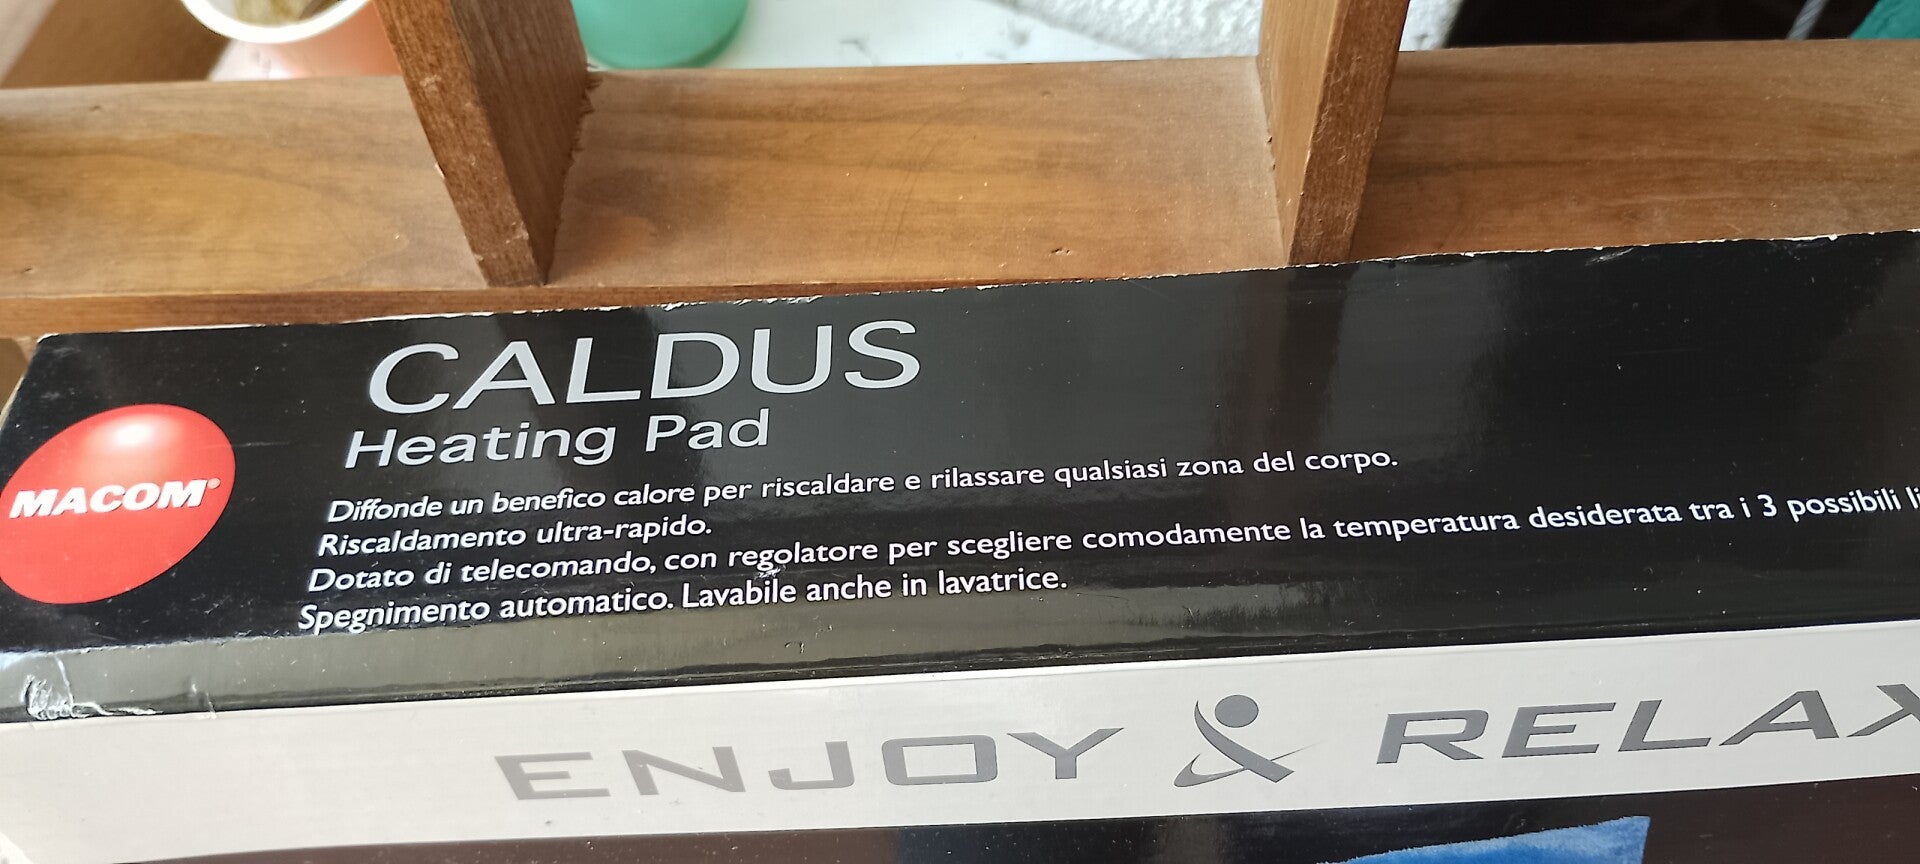 CALDUS
Heating Pad
MACOM®
Diffonde un benefico calore per riscaldare e rilassare qualsiasi zona del corpo.
Riscaldamento ultra-rapido.
Dotato di telecomando, con regolatore per scegliere comodamente la temperatura desiderata tra i 3 possibili
Spegnimento automatico. Lavabile anche in lavatrice.
ENJOY & RELAX